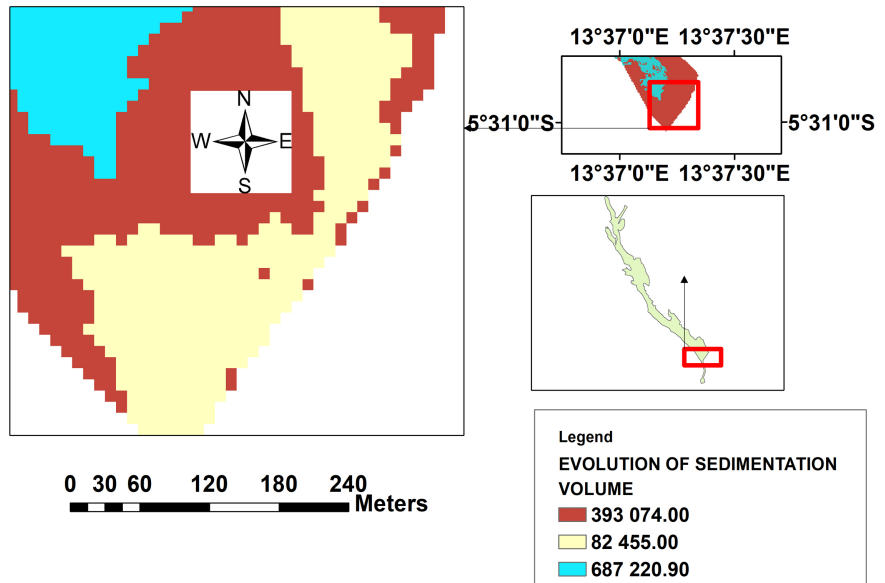 N
W E
S
0 30 60 120 180 240
Meters
13°37'0"E 13°37'30"E
5°31'0"S 5°31'0"S
13°37'0"E 13°37'30"E
Legend
EVOLUTION OF SEDIMENTATION
VOLUME
393 074.00
82 455.00
687 220.90